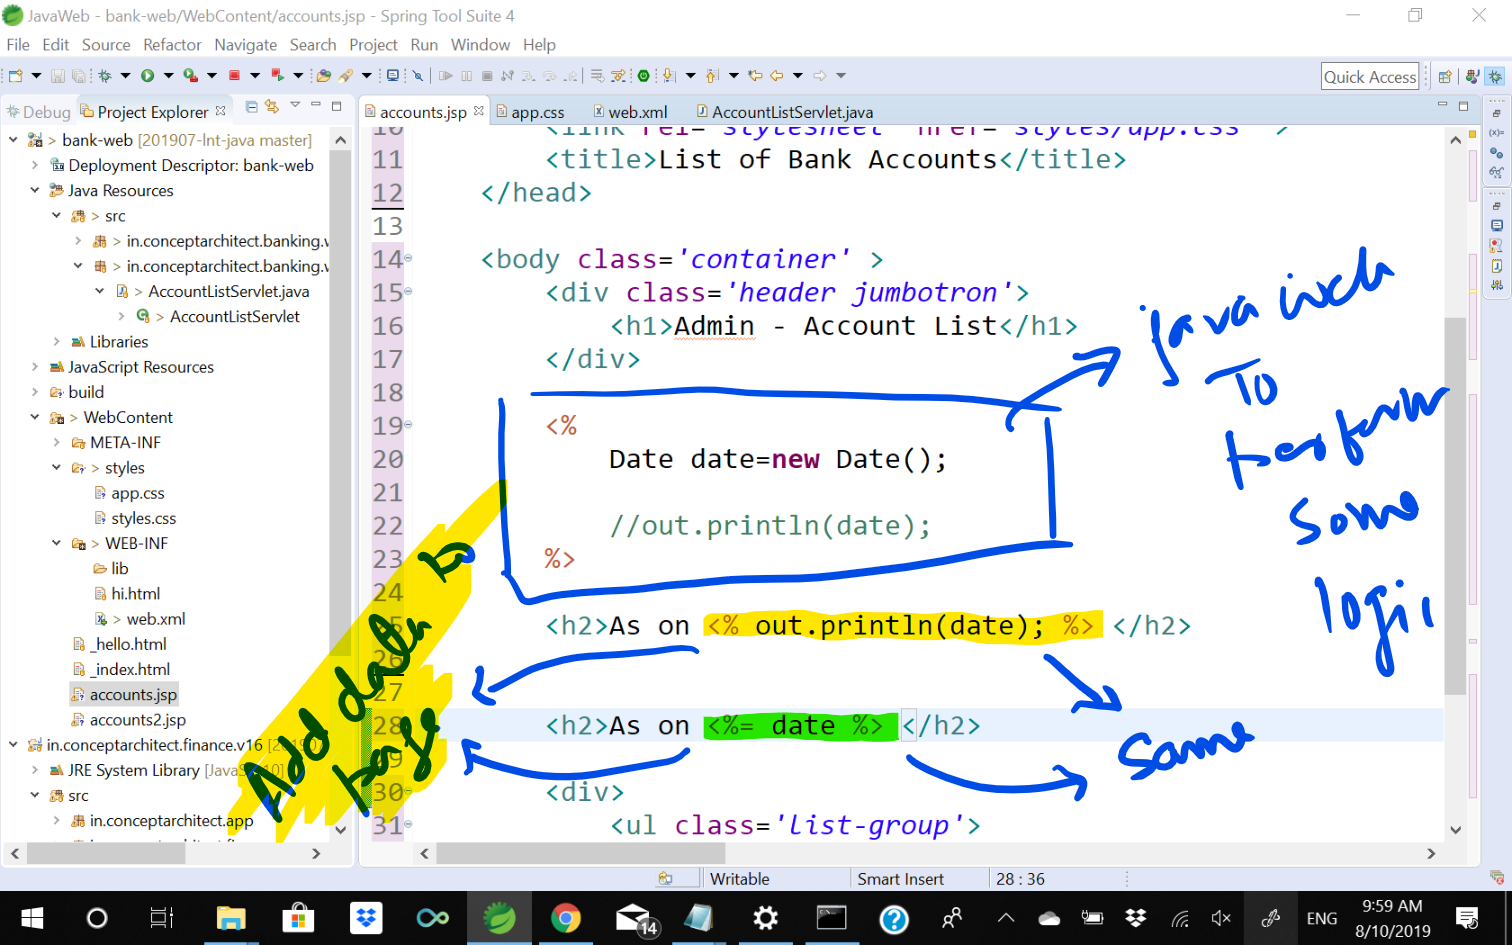 JavaWeb - bank-web/WebContent/accounts.jsp - Spring Tool Suite 4
File Edit Source Refactor Navigate Search Project Run Window Help
Quick Access
Debug Project Explorer
accounts.jsp app.css web.xml AccountListServlet.java
> bank-web [201907-Int-java master]
Deployment Descriptor: bank-web
Java Resources
> src
> in.conceptarchitect.banking.
> in.conceptarchitect.banking.
> AccountListServlet.java
> AccountListServlet
Libraries
JavaScript Resources
build
> WebContent
META-INF
> styles
app.css
styles.css
> WEB-INF
lib
hi.html
> web.xml
_hello.html
_index.html
accounts.jsp
accounts2.jsp
in.conceptarchitect.finance.v16
JRE System Library
src
in.conceptarchitect.app
10 <link rel="stylesheet" href="styles/app.css" >
11 <title>List of Bank Accounts</title>
12 </head>
13
14 <body class='container' >
15 <div class='header jumbotron'>
16 <h1>Admin - Account List</h1>
17 </div>
18
19 <%
20 Date date=new Date();
21
22 //out.println(date);
23 %>
24
25 <h2>As on <% out.println(date); %> </h2>
26
27
28 <h2>As on <%= date %> </h2>
29
30 <div>
31 <ul class='list-group'>
java
To
perform
some
logic
same
Add data to
page
Writable Smart Insert 28 : 36
14
ENG
9:59 AM
8/10/2019